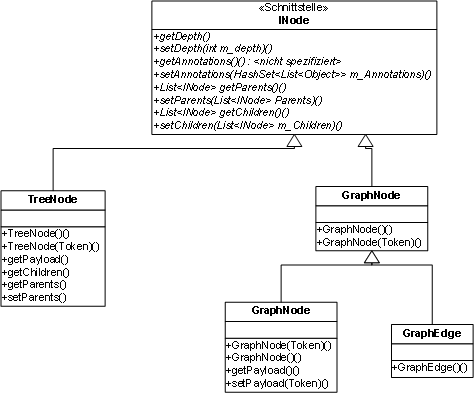 «Schnittstelle»
INode
+getDepth()
+setDepth(int m_depth)()
+getAnnotations()() : <nicht spezifiziert>
+setAnnotations(HashSet<List<Object>> m_Annotations)()
+List<INode> getParents()()
+setParents(List<INode> Parents)()
+List<INode> getChildren()()
+setChildren(List<INode> m_Children)()
TreeNode
+TreeNode()()
+TreeNode(Token)()
+getPayload()
+getChildren()
+getParents()
+setParents()
GraphNode
+GraphNode()()
+GraphNode(Token)()
GraphNode
+GraphNode(Token)()
+GraphNode()()
+getPayload()()
+setPayload(Token)()
GraphEdge
+GraphEdge()()